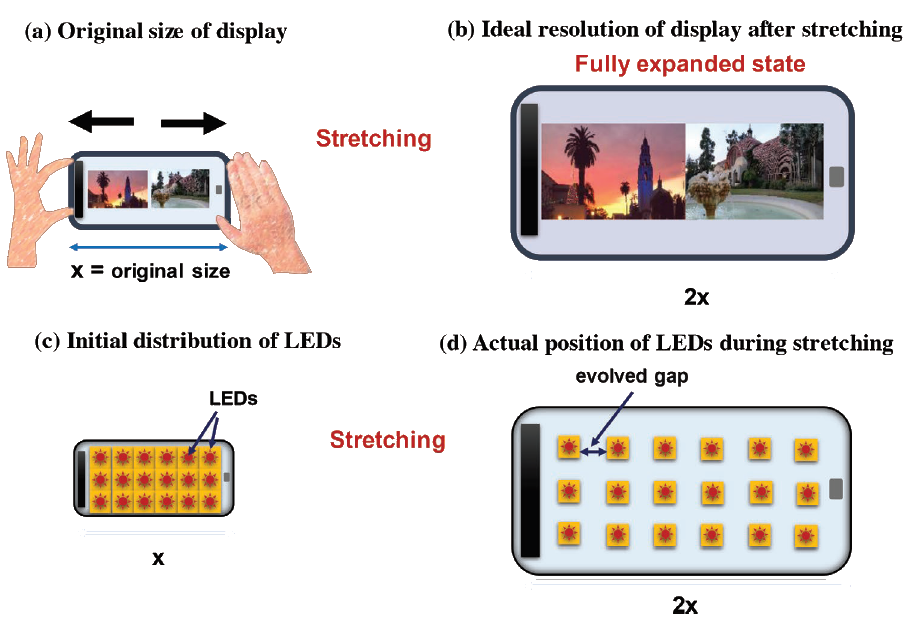 (a) Original size of display
(b) Ideal resolution of display after stretching
Fully expanded state
Stretching
x = original size
2x
(c) Initial distribution of LEDs
(d) Actual position of LEDs during stretching
evolved gap
LEDs
Stretching
x
2x